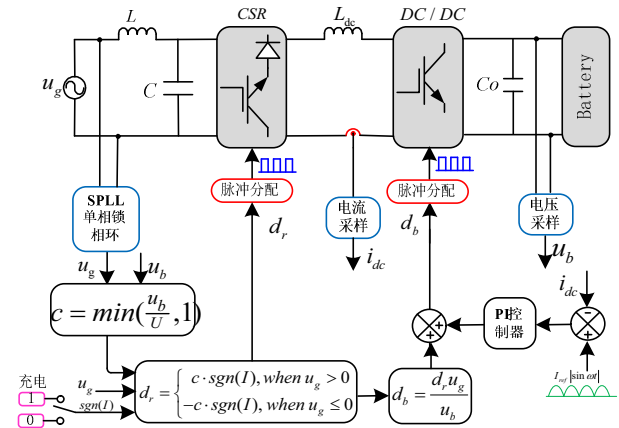 CSR
L_dc
DC / DC
L
C
u_g
Co
Battery
脉冲分配
脉冲分配
SPLL
单相锁
相环
电流
采样
电压
采样
d_r
d_b
i_dc
u_b
u_g
u_b
i_dc
c = min(u_b/U, 1)
PI控
制器
I_ref|sin ωt|
充电
1
0
u_g
sgn(I)
d_r = { c·sgn(I), when u_g > 0
-c·sgn(I), when u_g ≤ 0
d_b = d_r u_g / u_b